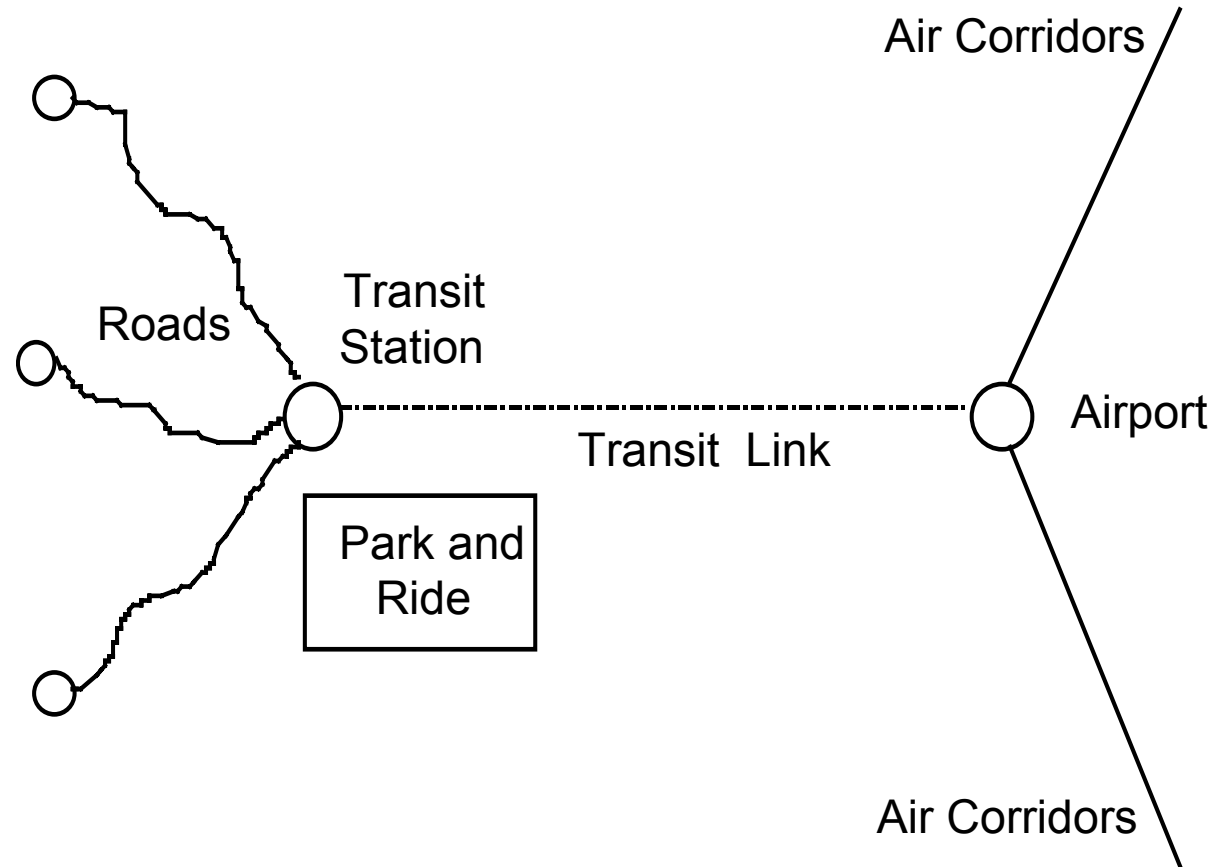 Air Corridors
Transit
Station
Roads
Airport
Transit Link
Park and
Ride
Air Corridors